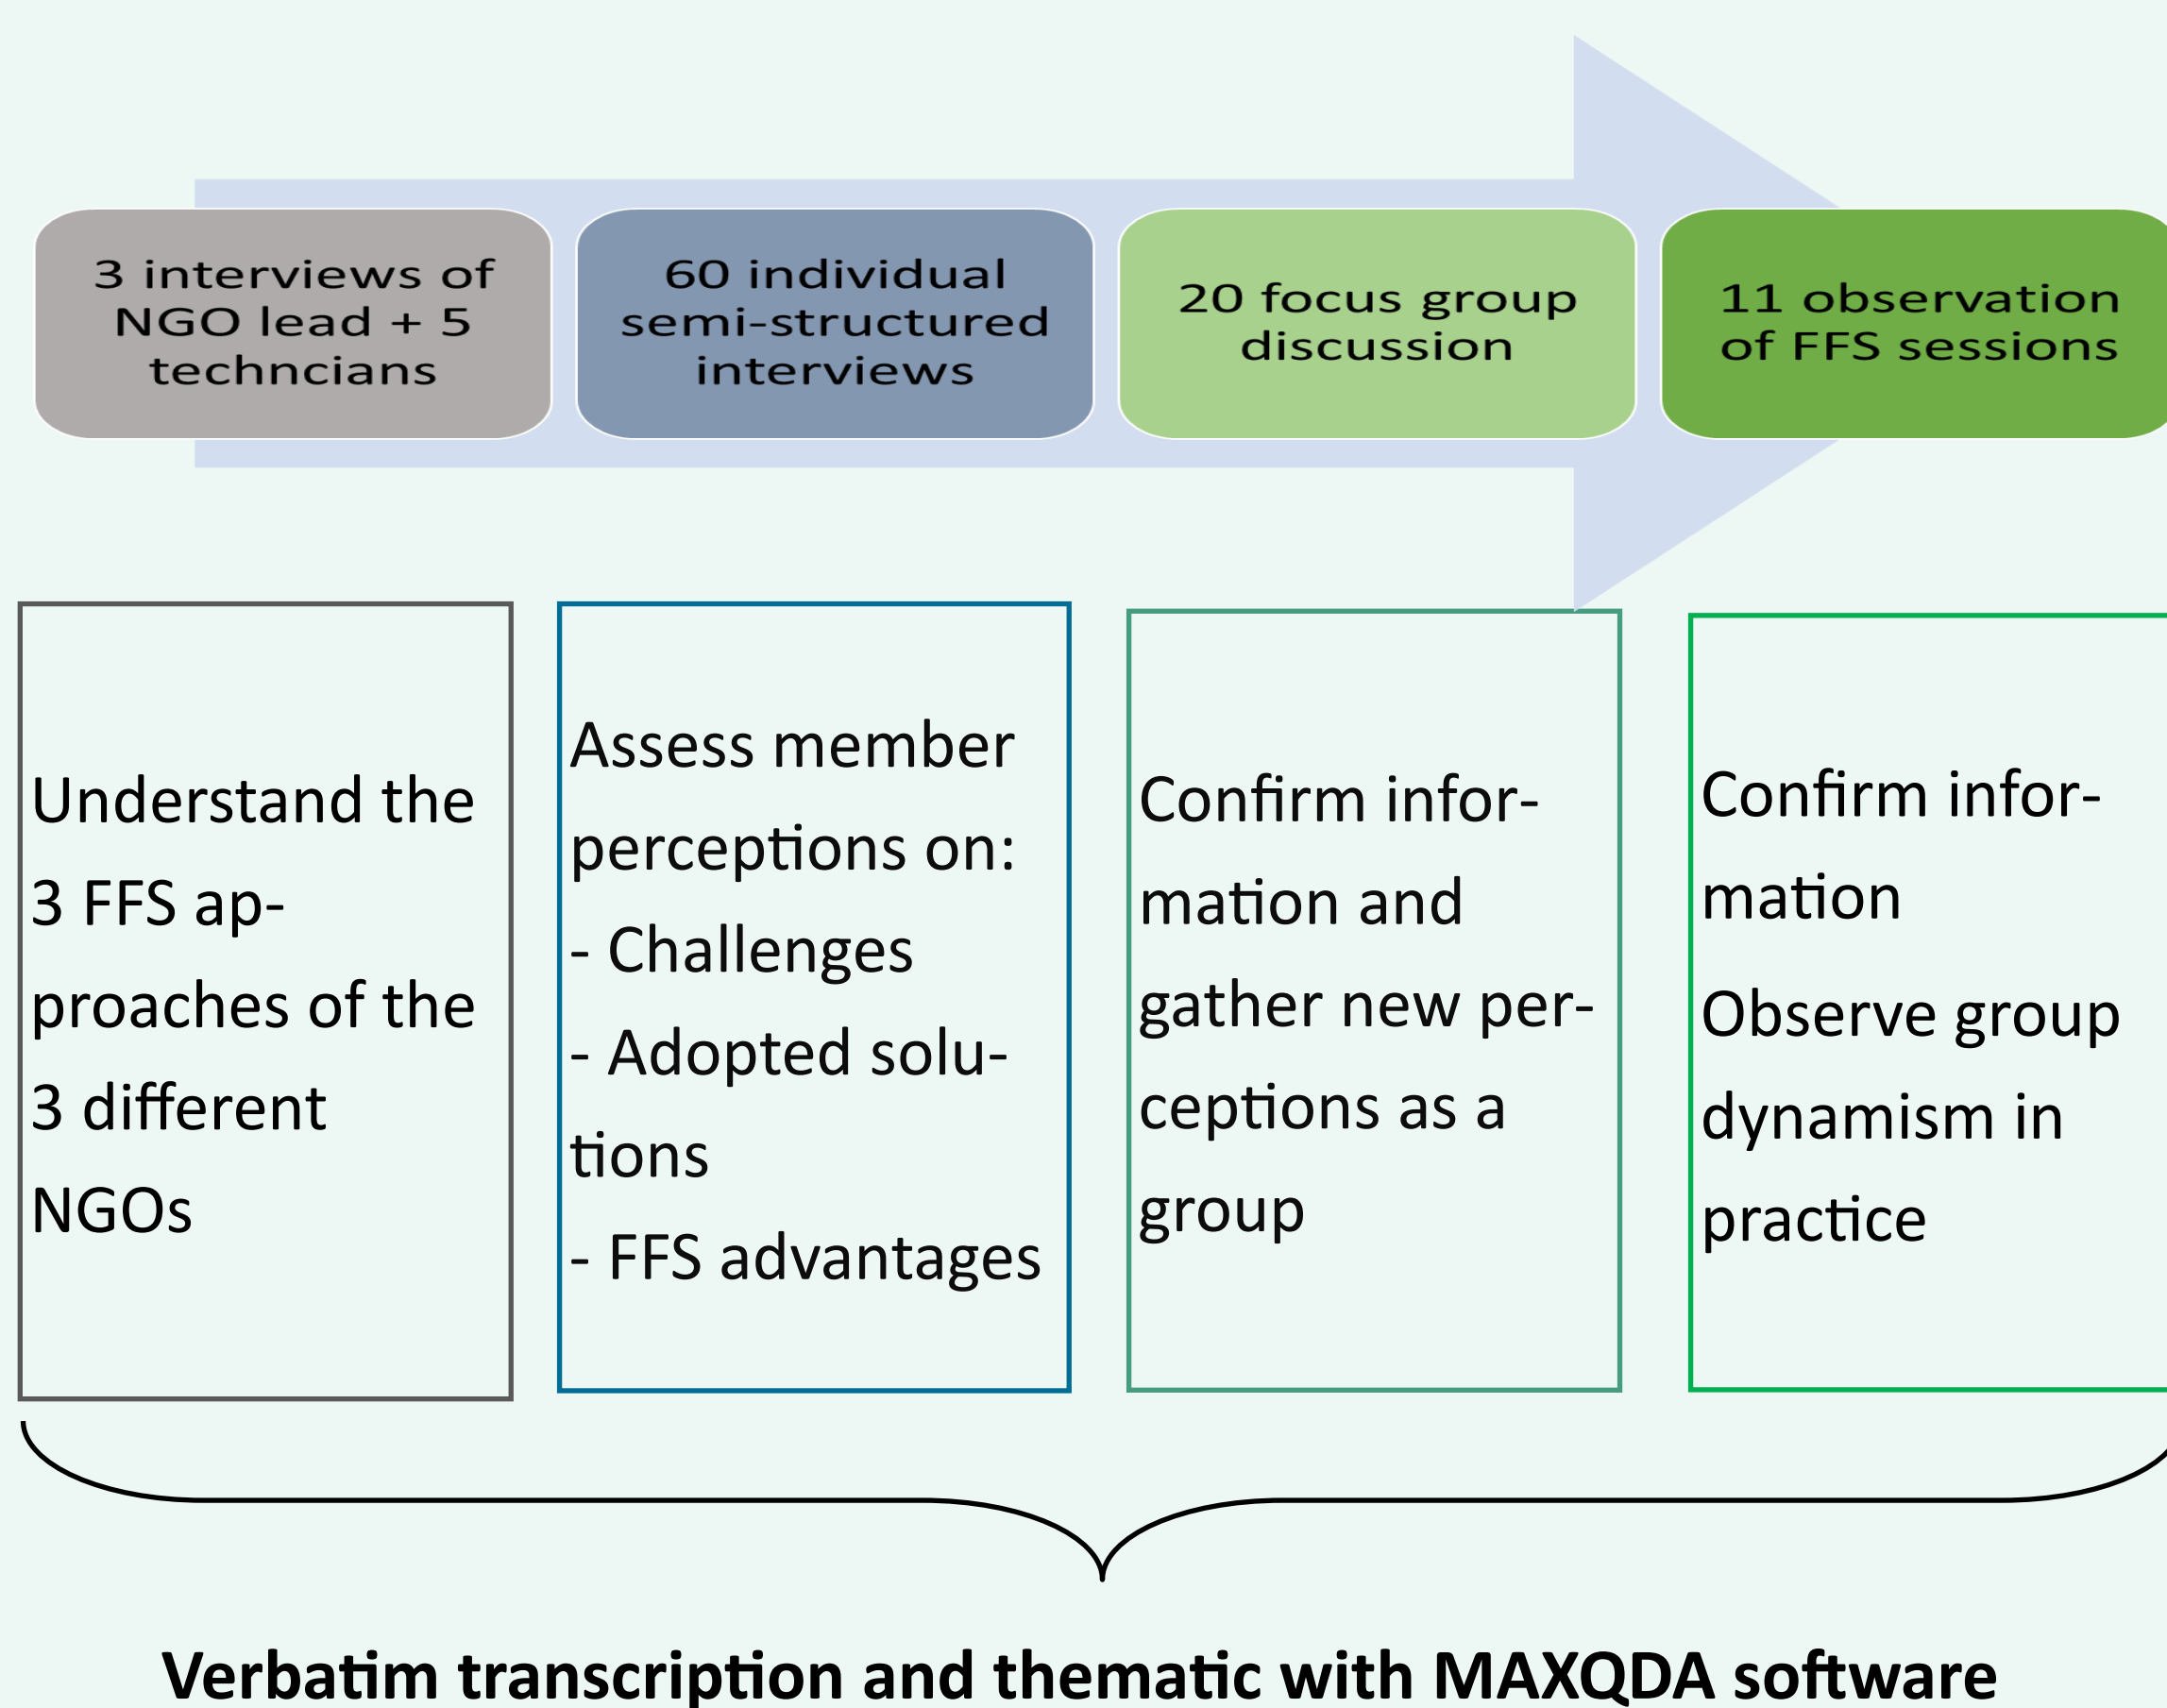 3 interviews of
NGO lead + 5
techncians
60 individual
semi-structured
interviews
20 focus group
discussion
11 observation
of FFS sessions
Understand the
3 FFS ap-
proaches of the
3 different
NGOs
Assess member
perceptions on:
- Challenges
- Adopted solu-
tions
- FFS advantages
Confirm infor-
mation and
gather new per-
ceptions as a
group
Confirm infor-
mation
Observe group
dynamism in
practice
Verbatim transcription and thematic with MAXQDA software